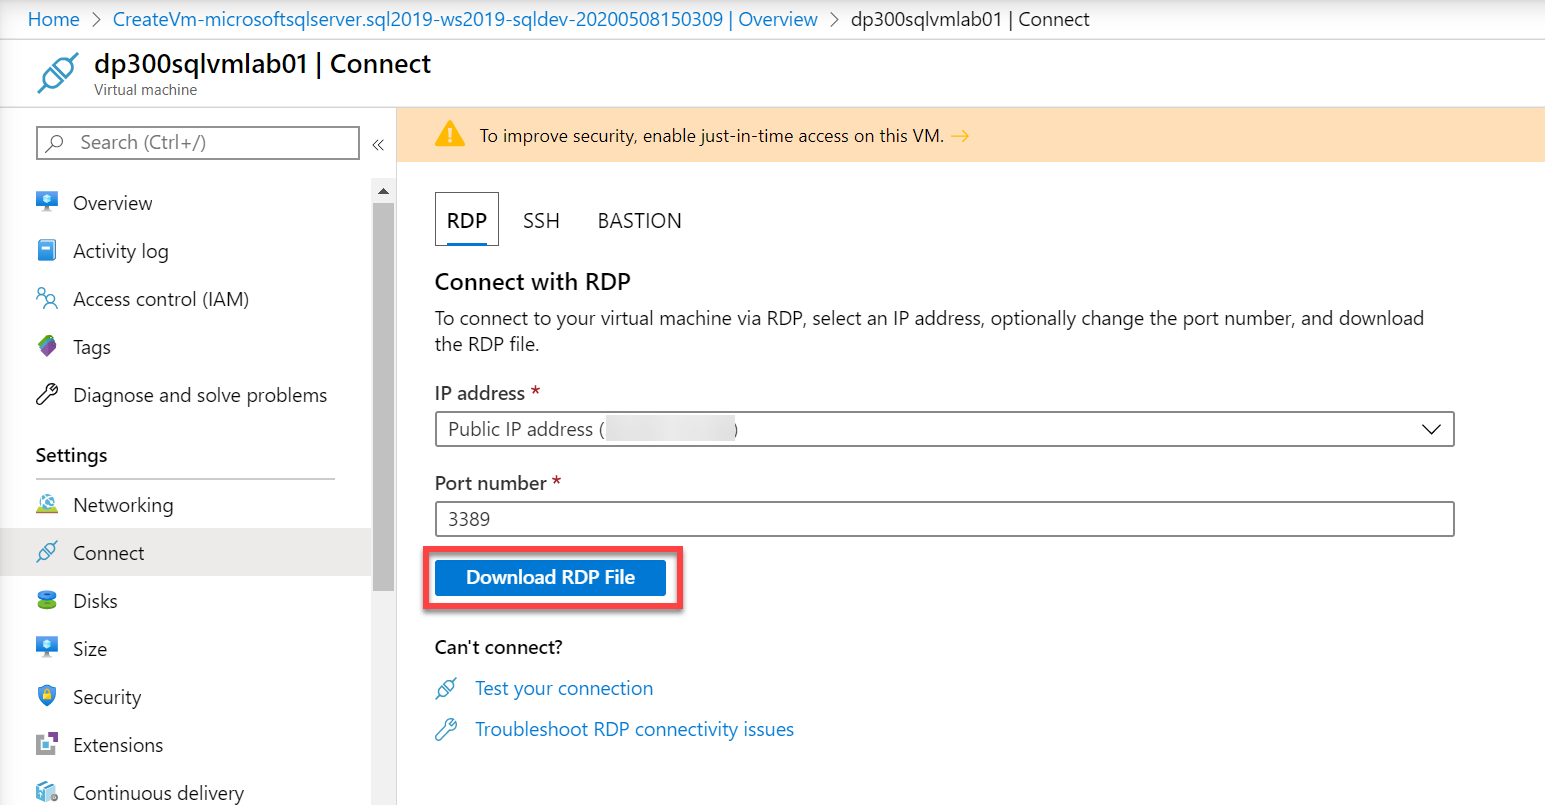 Home > CreateVm-microsoftsqlserver.sql2019-ws2019-sqldev-20200508150309 | Overview > dp300sqlvmlab01 | Connect
dp300sqlvmlab01 | Connect
Virtual machine
Search (Ctrl+/)
«
Overview
Activity log
Access control (IAM)
Tags
Diagnose and solve problems
Settings
Networking
Connect
Disks
Size
Security
Extensions
Continuous delivery
To improve security, enable just-in-time access on this VM. →
RDP SSH BASTION
Connect with RDP
To connect to your virtual machine via RDP, select an IP address, optionally change the port number, and download
the RDP file.
IP address *
Public IP address ( )
Port number *
3389
Download RDP File
Can't connect?
Test your connection
Troubleshoot RDP connectivity issues